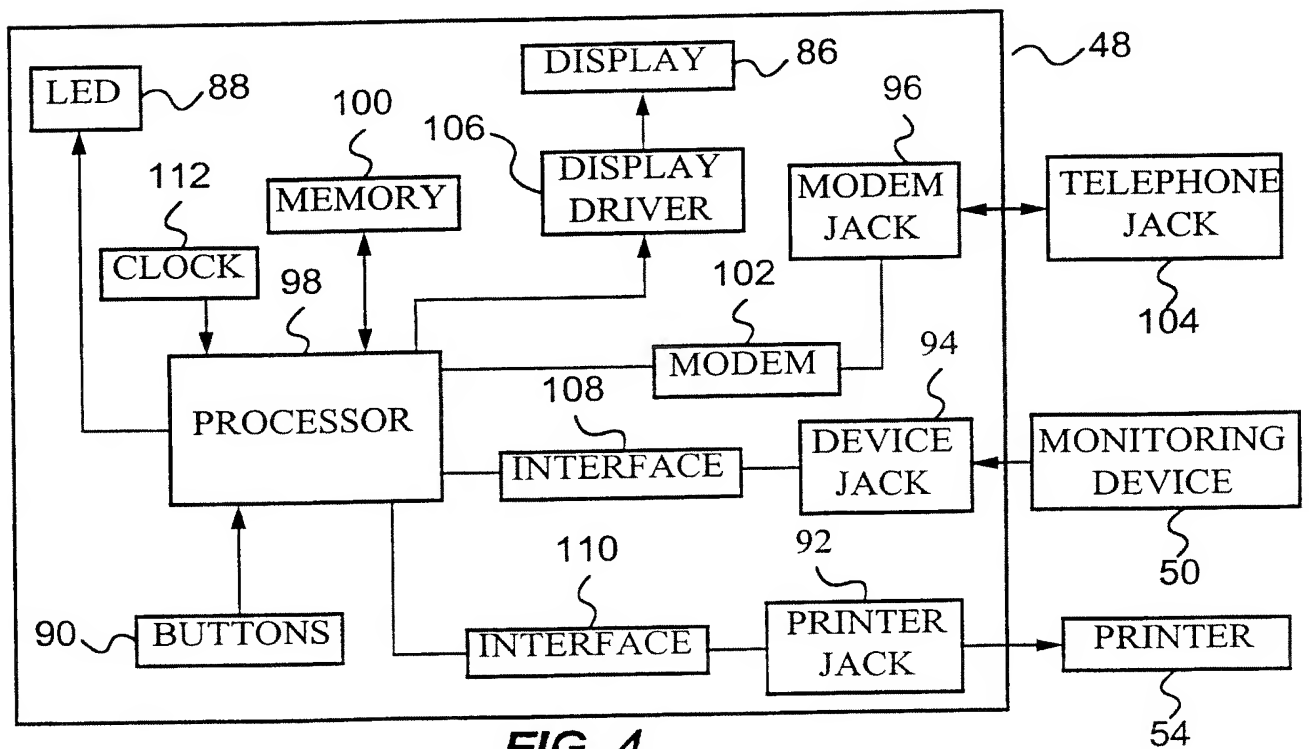 48
LED
88
DISPLAY
86
100
MEMORY
106
DISPLAY
DRIVER
96
MODEM
JACK
TELEPHONE
JACK
104
112
CLOCK
98
PROCESSOR
102
MODEM
108
INTERFACE
94
DEVICE
JACK
MONITORING
DEVICE
50
90
BUTTONS
110
INTERFACE
92
PRINTER
JACK
PRINTER
54
FIG. 4